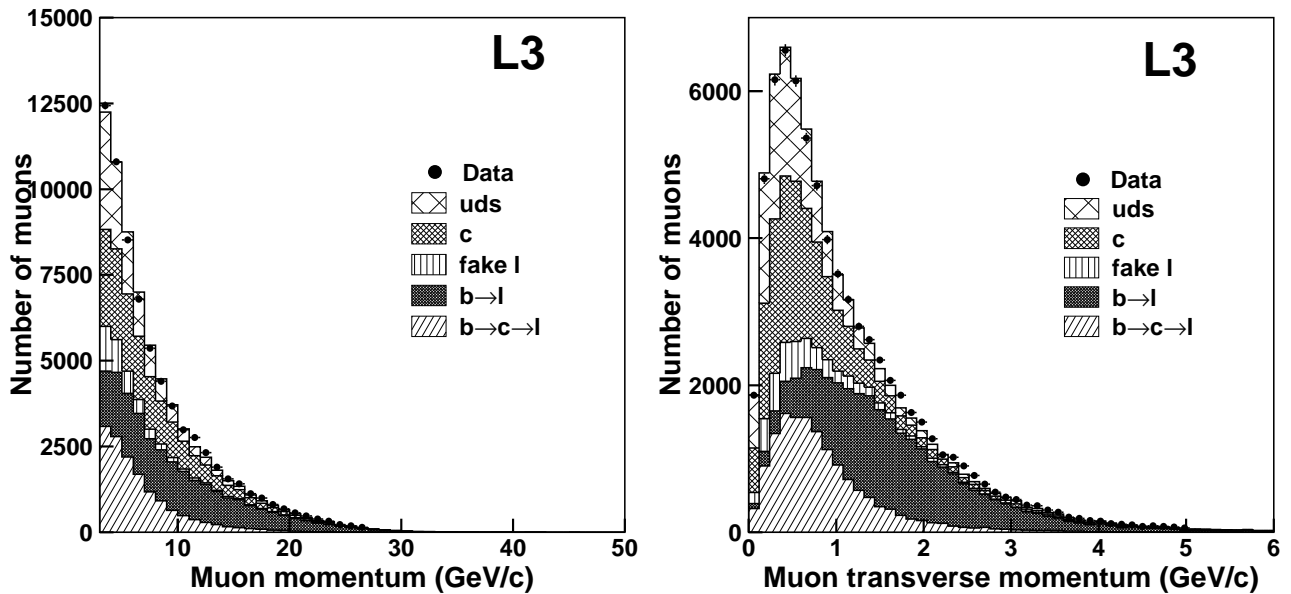 L3
Number of muons
15000
12500
10000
7500
5000
2500
0
Data
uds
c
fake l
b→l
b→c→l
10 20 30 40 50
Muon momentum (GeV/c)
L3
Number of muons
6000
4000
2000
0
Data
uds
c
fake l
b→l
b→c→l
0 1 2 3 4 5 6
Muon transverse momentum (GeV/c)